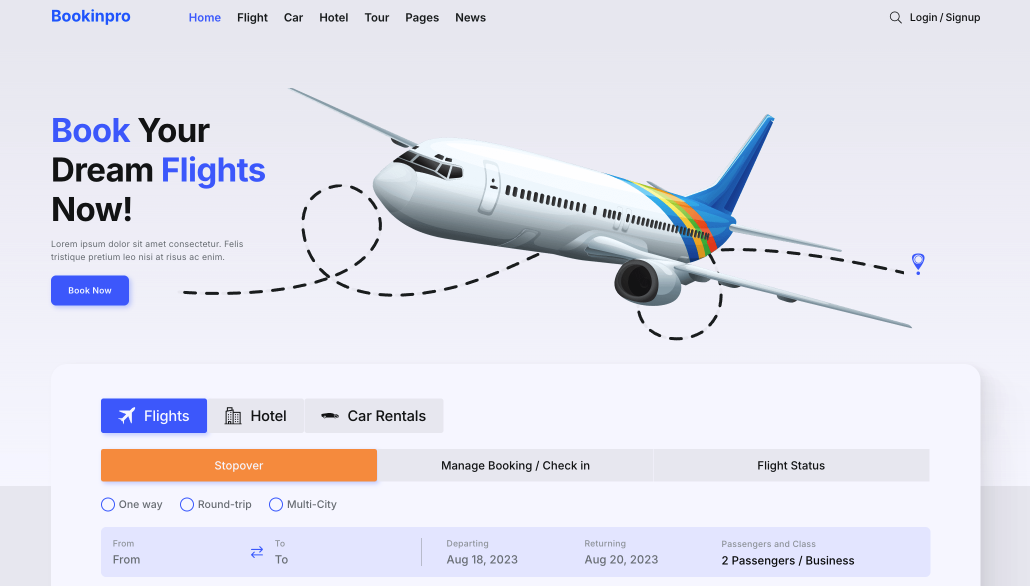 Bookinpro
Home Flight Car Hotel Tour Pages News
Login / Signup
Book Your
Dream Flights
Now!
Lorem ipsum dolor sit amet consectetur. Felis
tristique pretium leo nisi at risus ac enim.
Book Now
Flights Hotel Car Rentals
Stopover Manage Booking / Check in Flight Status
One way Round-trip Multi-City
From To Departing Returning Passengers and Class
From To Aug 18, 2023 Aug 20, 2023 2 Passengers / Business